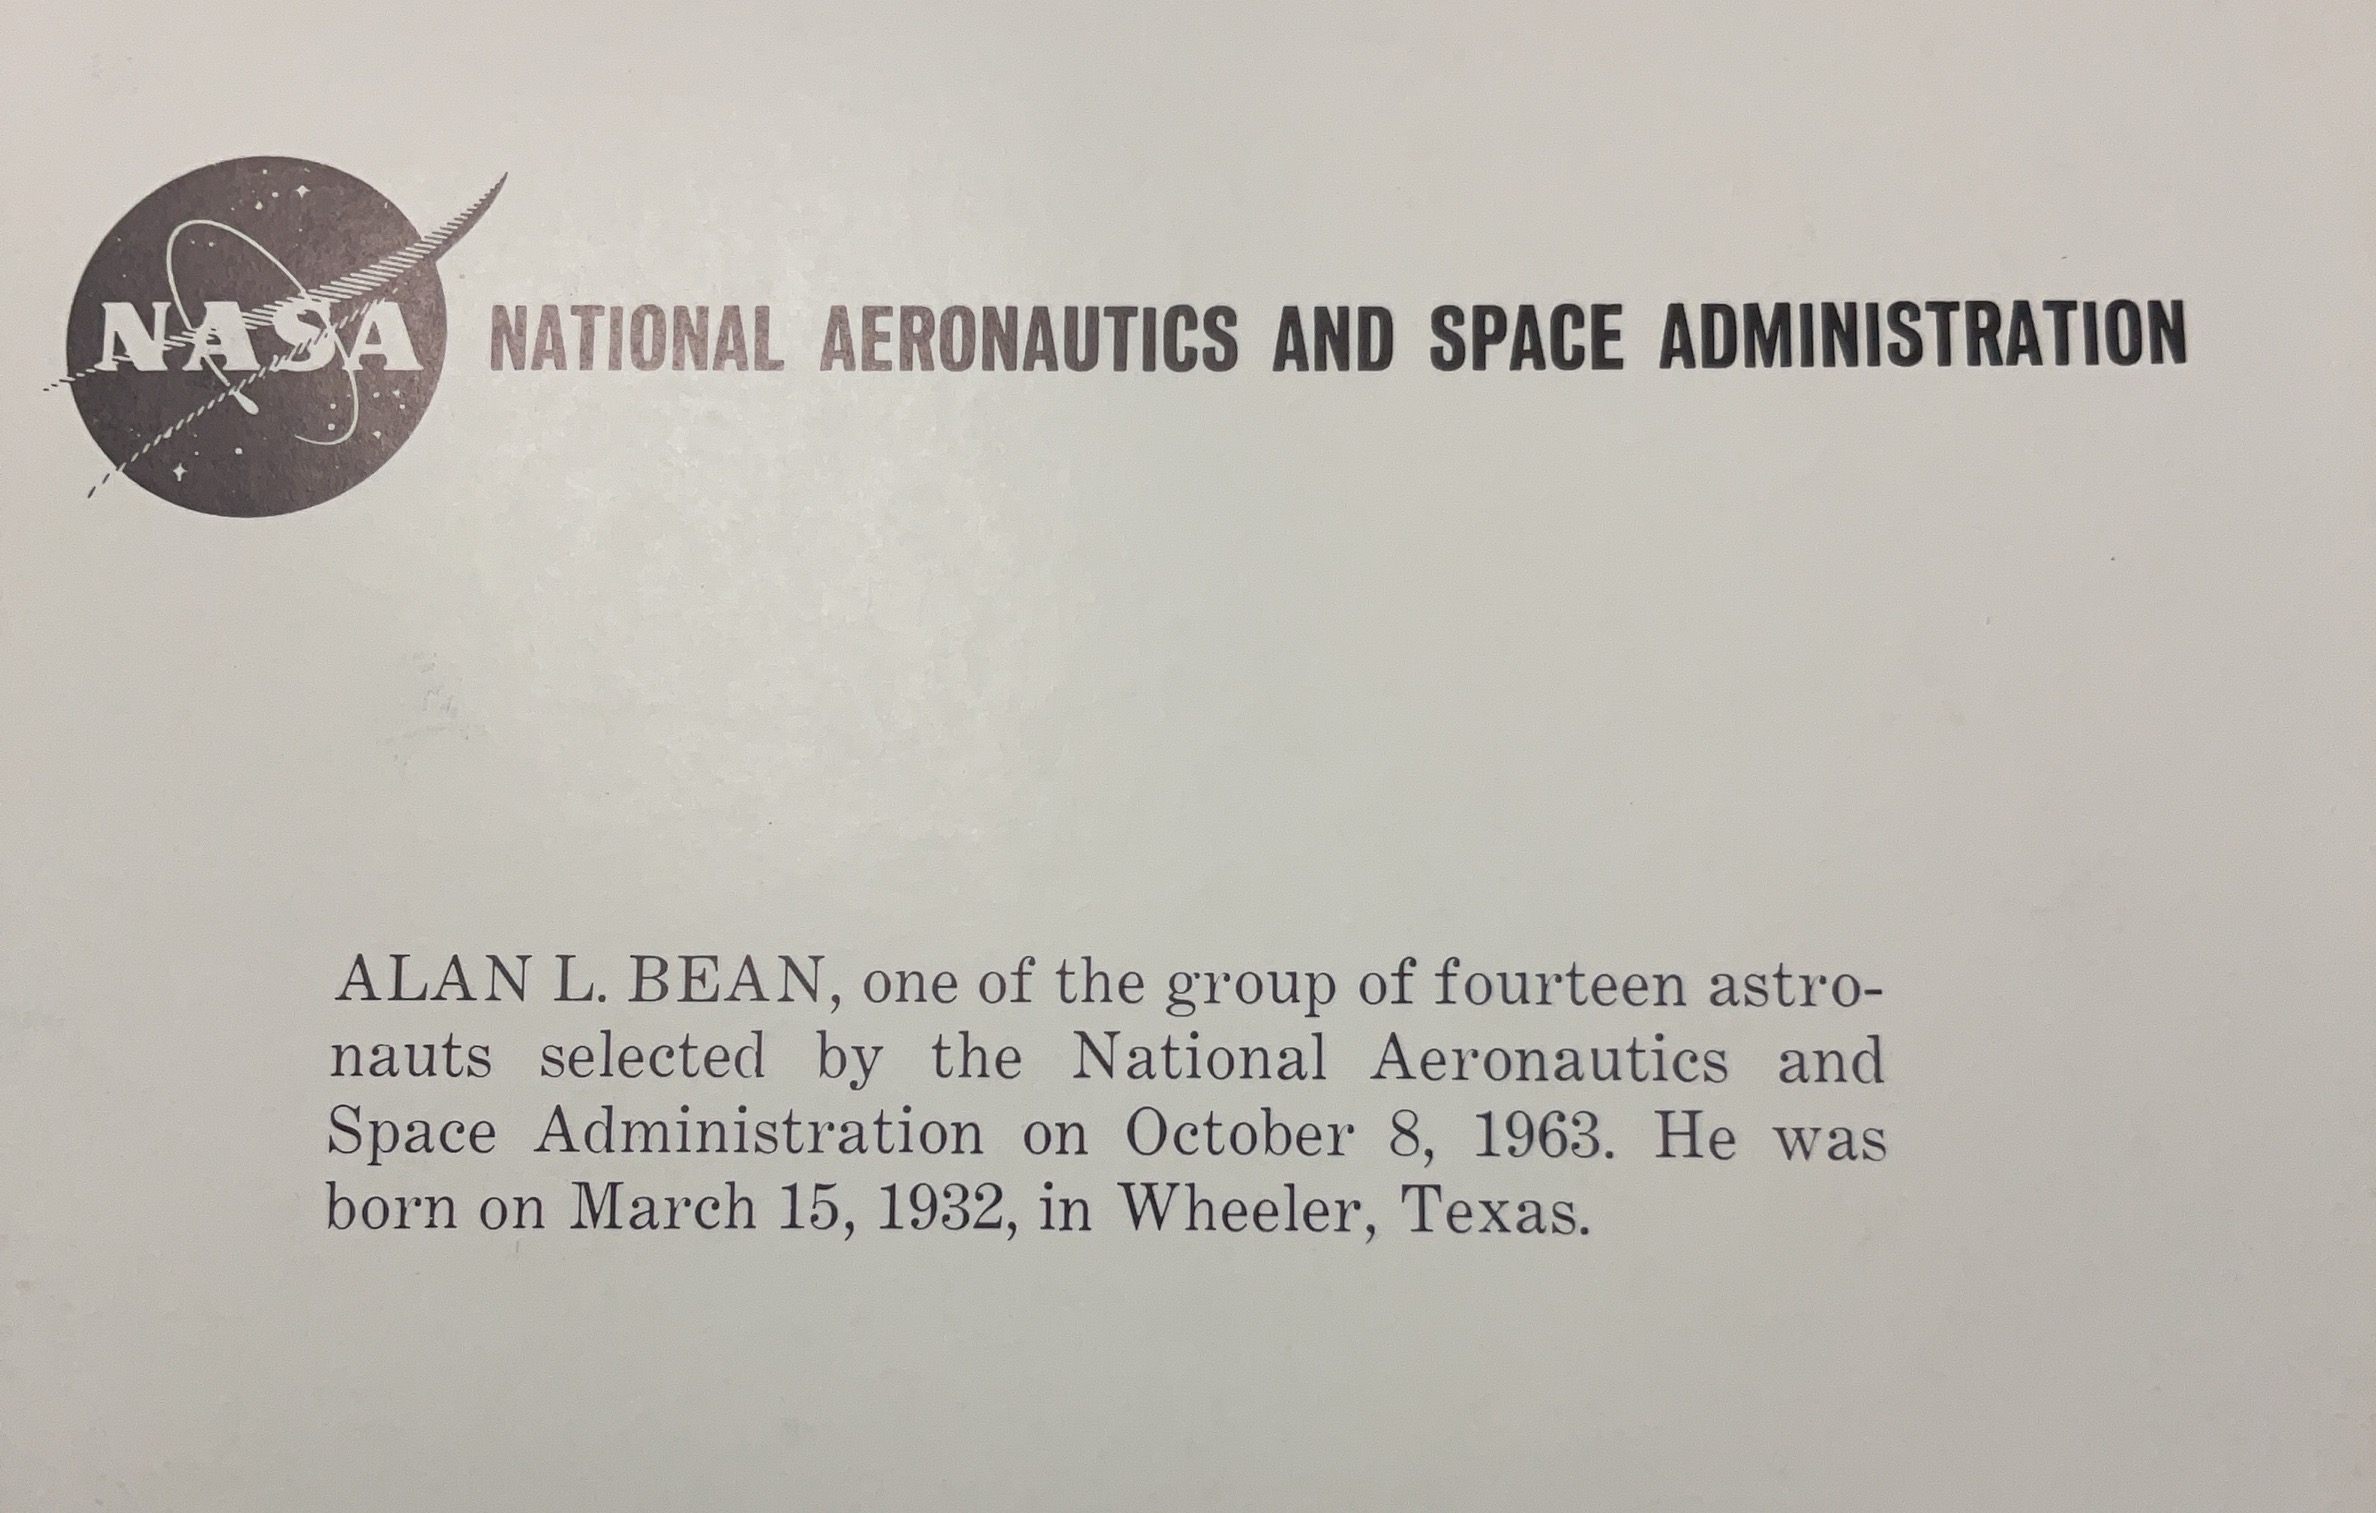 NASA NATIONAL AERONAUTICS AND SPACE ADMINISTRATION
ALAN L. BEAN, one of the group of fourteen astro-
nauts selected by the National Aeronautics and
Space Administration on October 8, 1963. He was
born on March 15, 1932, in Wheeler, Texas.